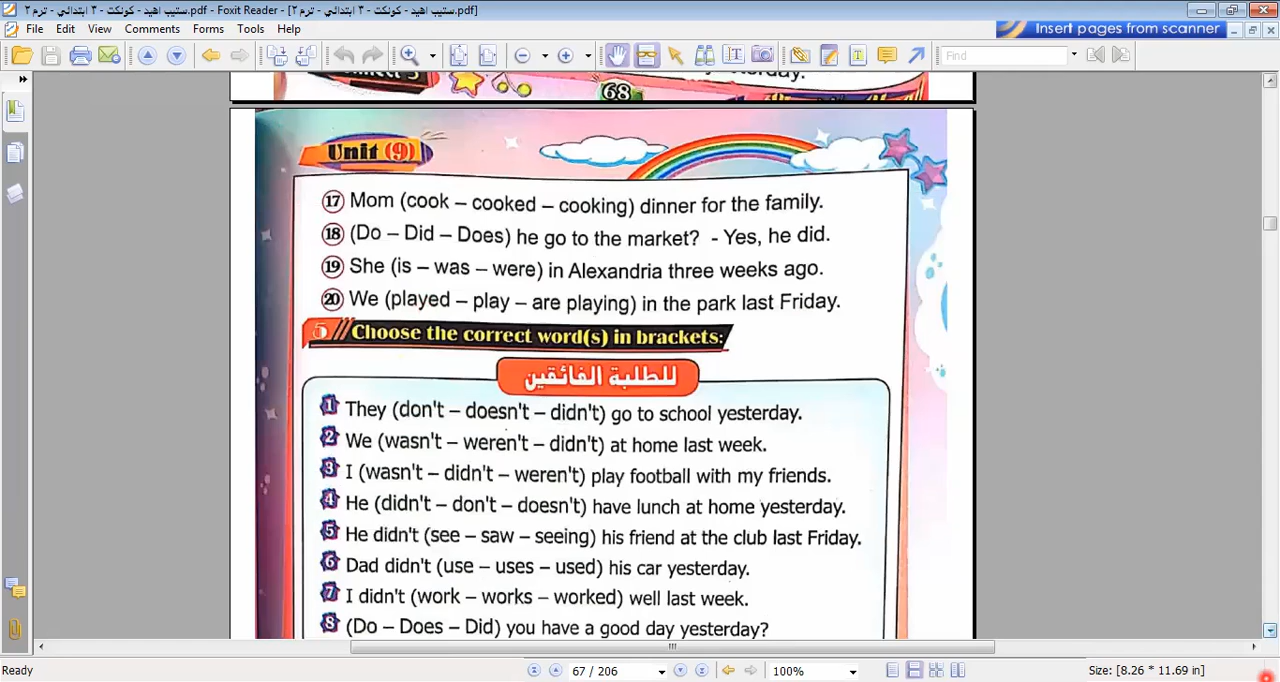 ستيب اهيد - كونكت - ٣ ابتدائي - ترم ٢.pdf - Foxit Reader - [ستيب اهيد - كونكت - ٣ ابتدائي - ترم ٢.pdf]
File Edit View Comments Forms Tools Help
Insert pages from scanner
Find
68
Unit (9)
17 Mom (cook – cooked – cooking) dinner for the family.
18 (Do – Did – Does) he go to the market? - Yes, he did.
19 She (is – was – were) in Alexandria three weeks ago.
20 We (played – play – are playing) in the park last Friday.
5 Choose the correct word(s) in brackets:
للطلبة الفائقين
1 They (don't – doesn't – didn't) go to school yesterday.
2 We (wasn't – weren't – didn't) at home last week.
3 I (wasn't – didn't – weren't) play football with my friends.
4 He (didn't – don't – doesn't) have lunch at home yesterday.
5 He didn't (see – saw – seeing) his friend at the club last Friday.
6 Dad didn't (use – uses – used) his car yesterday.
7 I didn't (work – works – worked) well last week.
8 (Do – Does – Did) you have a good day yesterday?
Ready
67 / 206
100%
Size: [8.26 * 11.69 in]